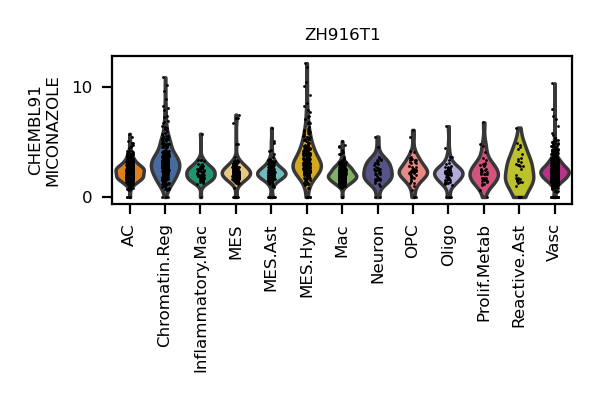 ZH916T1
CHEMBL91
MICONAZOLE
10
0
AC
Chromatin.Reg
Inflammatory.Mac
MES
MES.Ast
MES.Hyp
Mac
Neuron
OPC
Oligo
Prolif.Metab
Reactive.Ast
Vasc